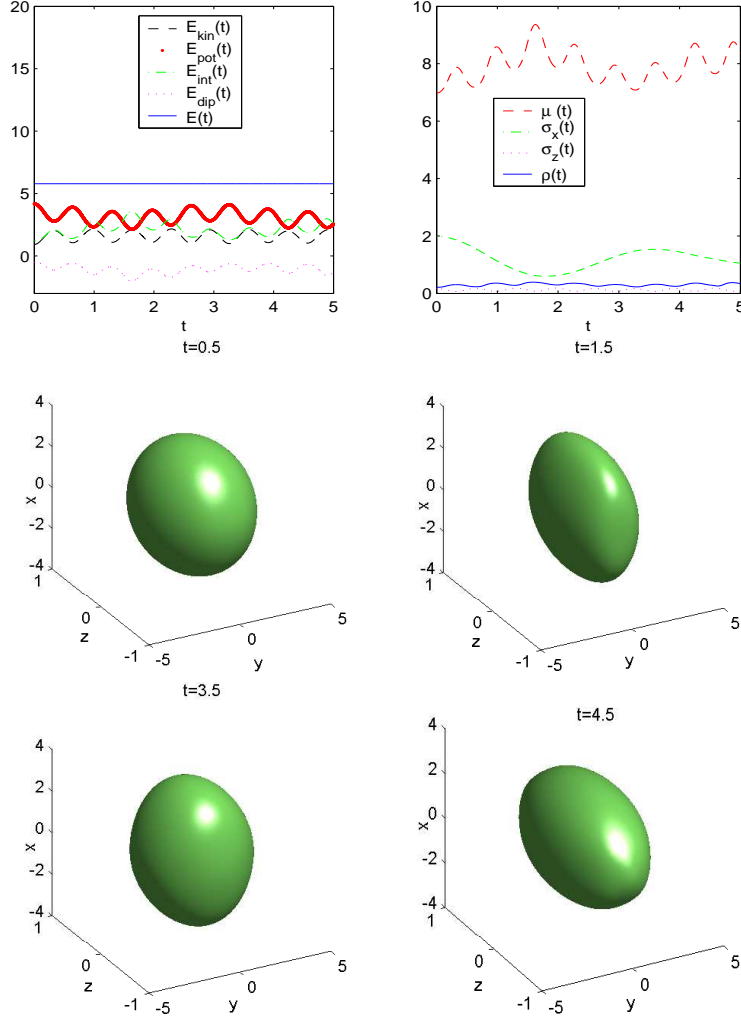 20
15
10
5
0
0 1 2 3 4 5
t
E_kin(t)
E_pot(t)
E_int(t)
E_dip(t)
E(t)
10
8
6
4
2
0
0 1 2 3 4 5
t
μ (t)
σ_x(t)
σ_z(t)
ρ(t)
t=0.5
4
2
0
-2
-4
x
1
0
-1
z
-5
0
5
y
t=1.5
4
2
0
-2
-4
x
1
0
-1
z
-5
0
5
y
t=3.5
4
2
0
-2
-4
x
1
0
-1
z
-5
0
5
y
t=4.5
4
2
0
-2
-4
x
1
0
-1
z
-5
0
5
y